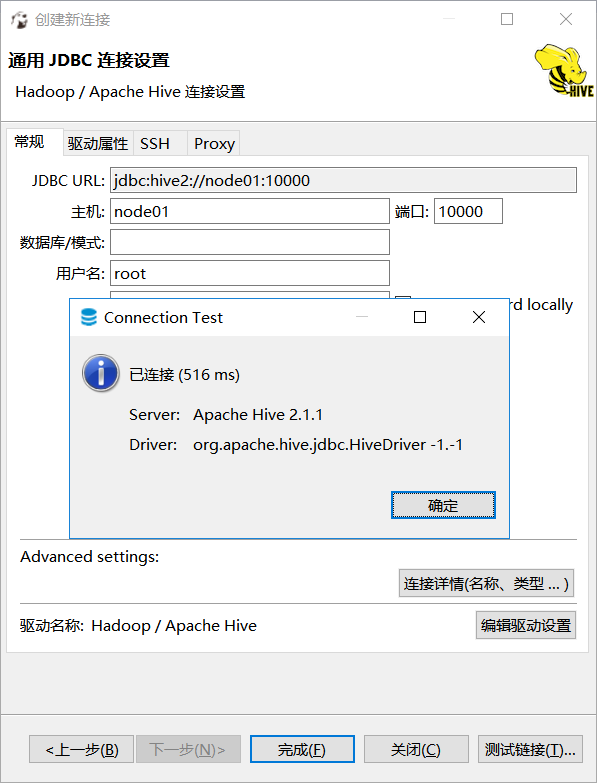 创建新连接
通用 JDBC 连接设置
Hadoop / Apache Hive 连接设置
HIVE
常规 驱动属性 SSH Proxy
JDBC URL: jdbc:hive2://node01:10000
主机: node01 端口: 10000
数据库/模式:
用户名: root
locally
Connection Test
已连接 (516 ms)
Server: Apache Hive 2.1.1
Driver: org.apache.hive.jdbc.HiveDriver -1.-1
确定
Advanced settings:
连接详情(名称、类型 ... )
驱动名称: Hadoop / Apache Hive
编辑驱动设置
<上一步(B) 下一步(N)> 完成(F) 关闭(C) 测试链接(T)...